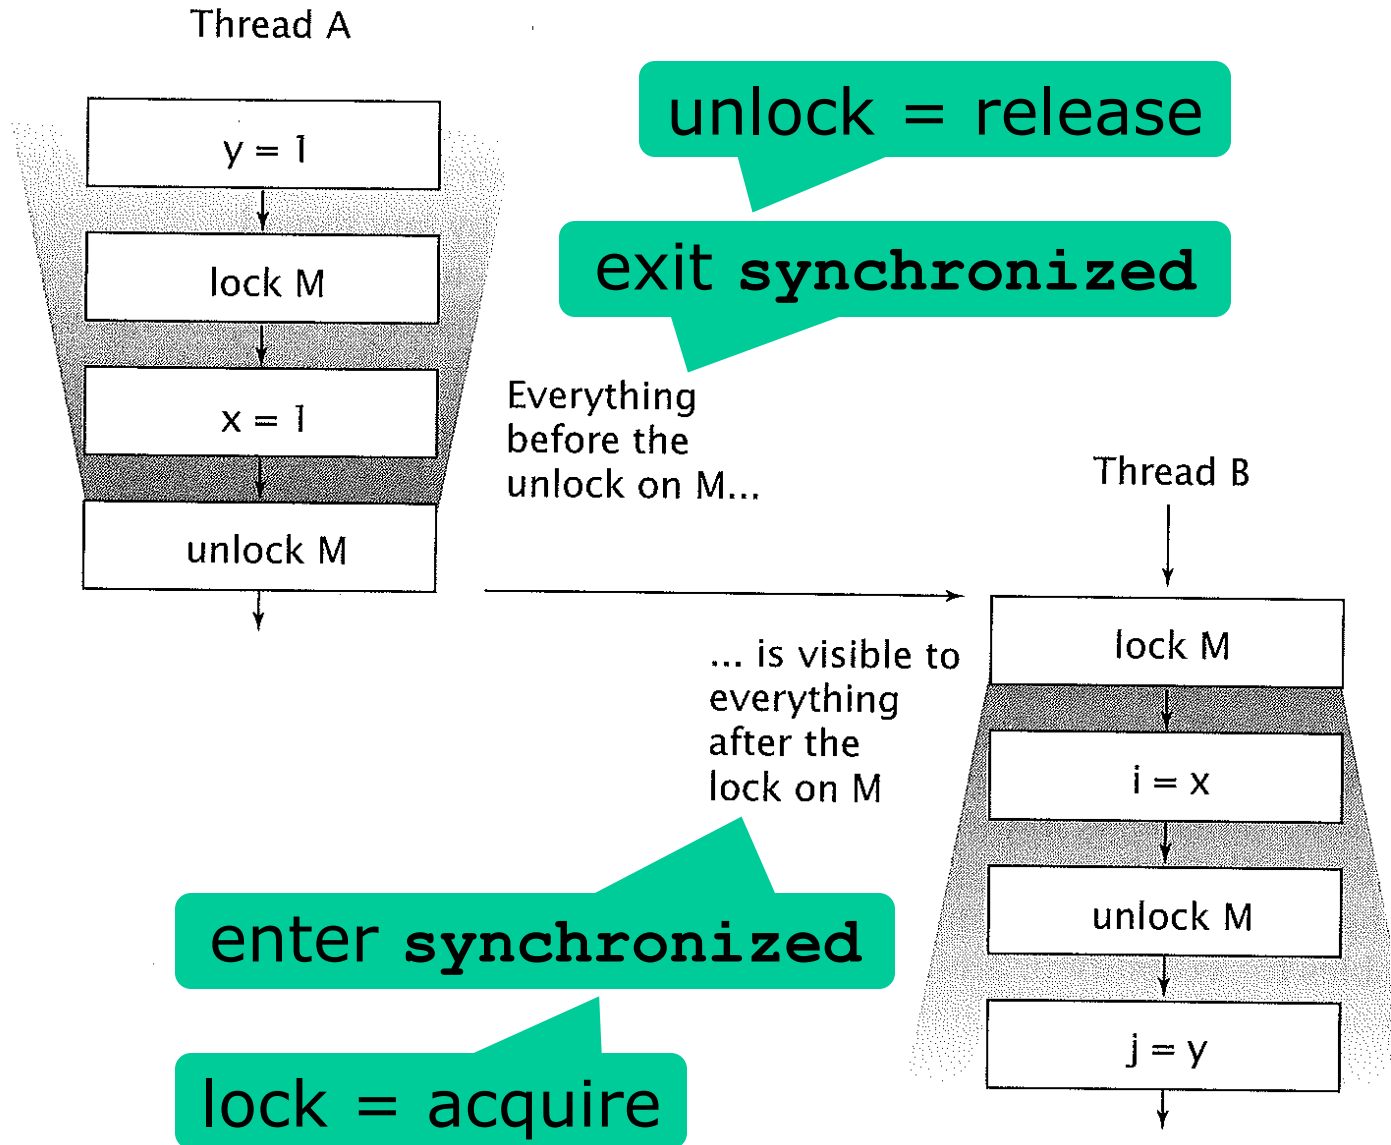 Thread A
y = 1
lock M
x = 1
unlock M
unlock = release
exit synchronized
Everything
before the
unlock on M...
Thread B
... is visible to
everything
after the
lock on M
lock M
i = x
unlock M
j = y
enter synchronized
lock = acquire